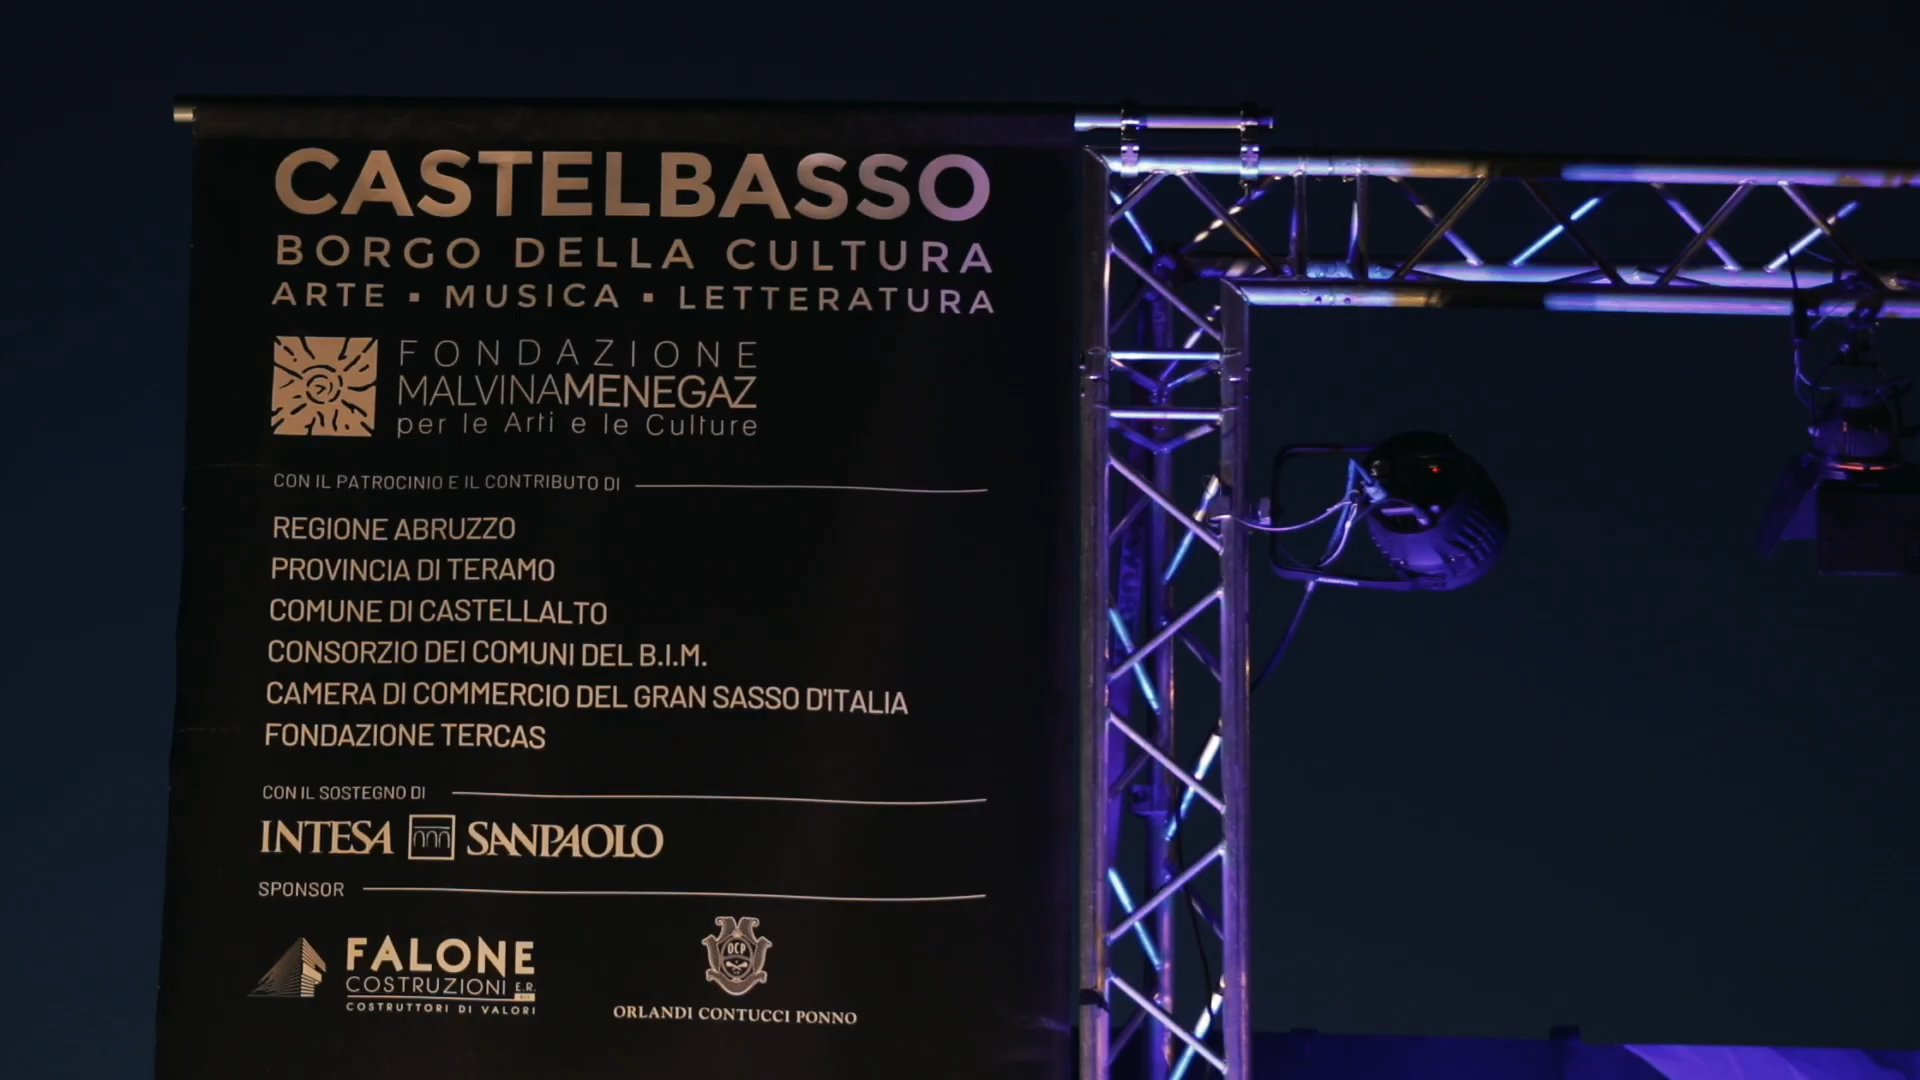 CASTELBASSO
BORGO DELLA CULTURA
ARTE ▪ MUSICA ▪ LETTERATURA
FONDAZIONE
MALVINAMENEGAZ
per le Arti e le Culture
CON IL PATROCINIO E IL CONTRIBUTO DI
REGIONE ABRUZZO
PROVINCIA DI TERAMO
COMUNE DI CASTELLALTO
CONSORZIO DEI COMUNI DEL B.I.M.
CAMERA DI COMMERCIO DEL GRAN SASSO D'ITALIA
FONDAZIONE TERCAS
CON IL SOSTEGNO DI
INTESA SANPAOLO
SPONSOR
FALONE
COSTRUZIONI E.R.
COSTRUTTORI DI VALORI
OCP
ORLANDI CONTUCCI PONNO